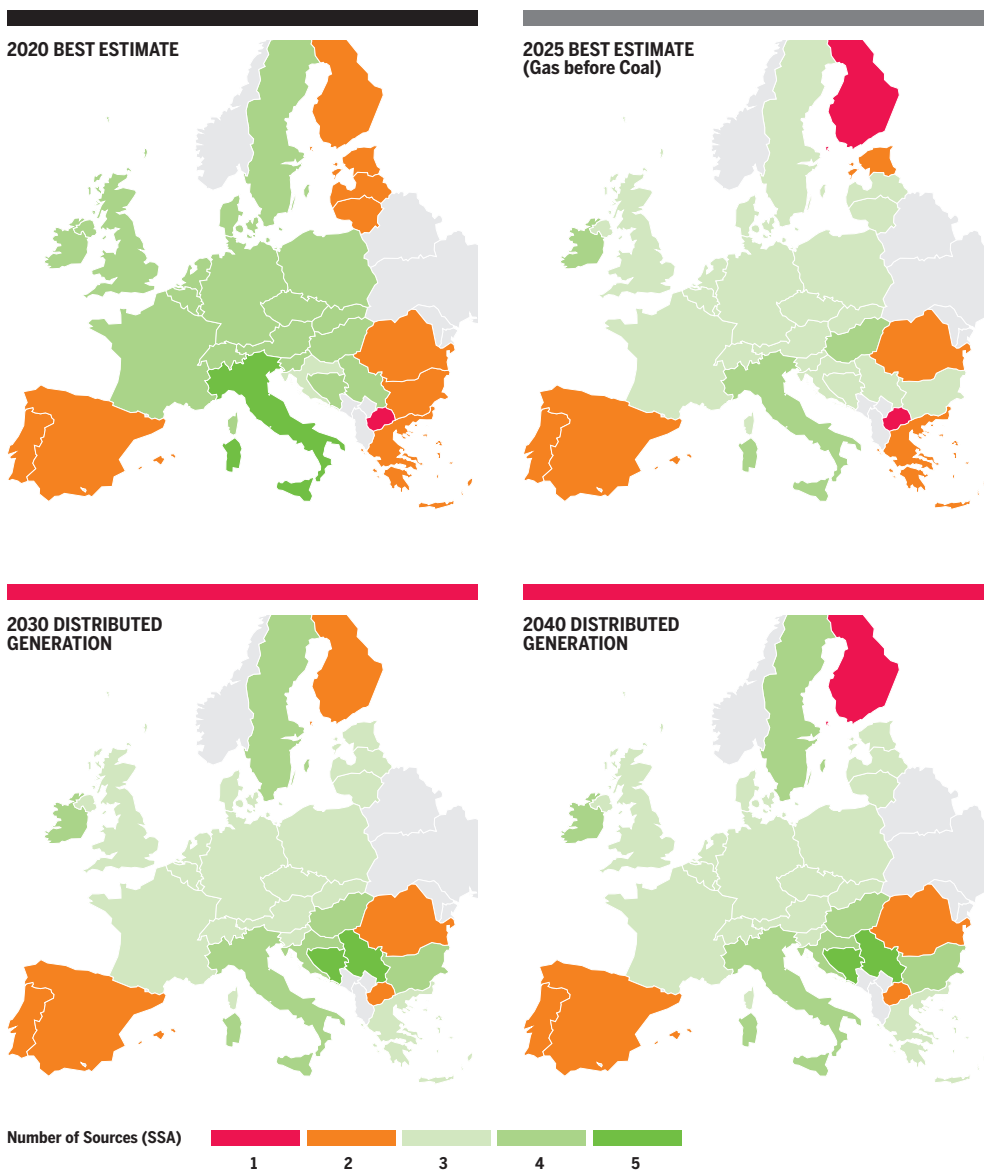 2020 BEST ESTIMATE
2025 BEST ESTIMATE
(Gas before Coal)
2030 DISTRIBUTED
GENERATION
2040 DISTRIBUTED
GENERATION
Number of Sources (SSA)
1 2 3 4 5